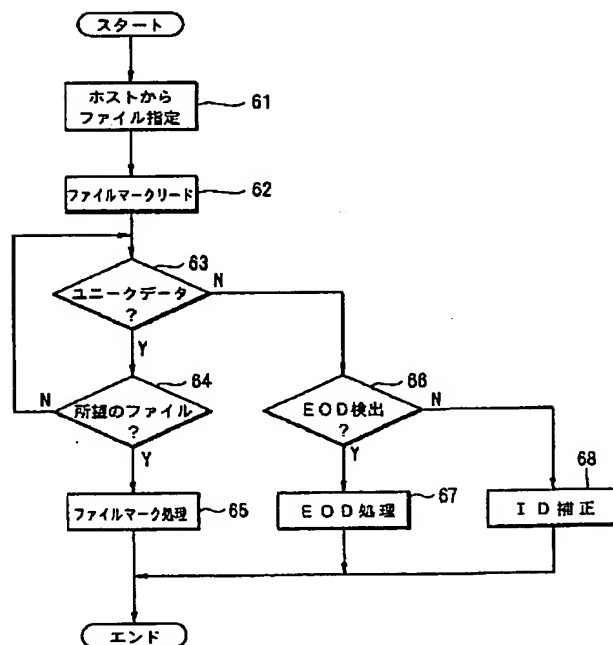 スタート
ホストから
ファイル指定
61
ファイルマークリード
62
63
ユニークデータ
?
N
Y
64
所望のファイル
?
N
Y
66
EOD検出
?
N
Y
ファイルマーク処理
65
EOD処理
67
68
ID補正
エンド